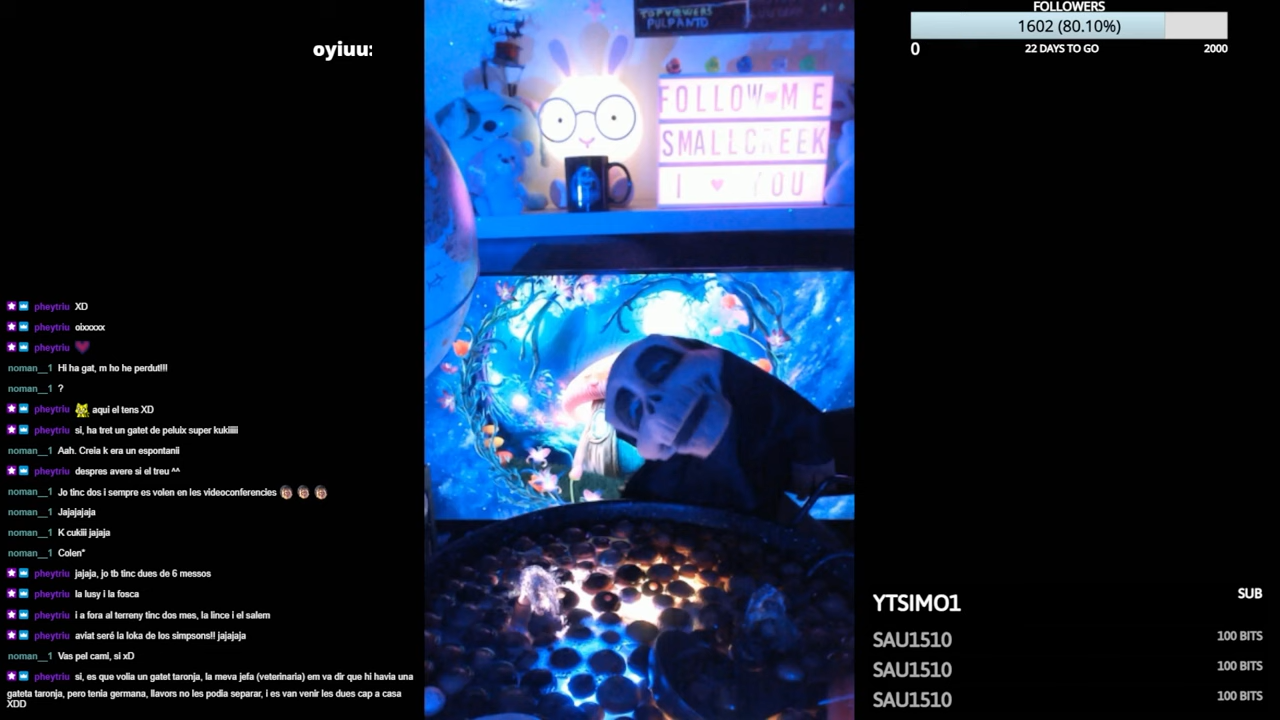 FOLLOWERS
1602 (80.10%)
0
22 DAYS TO GO
2000
oyiuu:
TOP
PULPANTO
FOLLOW ME
SMALLCREEK
I ♥ YOU
pheytriu XD
pheytriu oixxxxx
pheytriu
noman__1 Hi ha gat, m ho he perdut!!!
noman__1 ?
pheytriu aqui el tens XD
pheytriu si, ha tret un gatet de peluix super kukiiiii
noman__1 Aah. Creia k era un espontanii
pheytriu despres avere si el treu ^^
noman__1 Jo tinc dos i sempre es volen en les videoconferencies
noman__1 Jajajajaja
noman__1 K cukiii jajaja
noman__1 Colen*
pheytriu jajaja, jo tb tinc dues de 6 messos
pheytriu la lusy i la fosca
pheytriu i a fora al terreny tinc dos mes, la lince i el salem
pheytriu aviat seré la loka de los simpsons!! jajajaja
noman__1 Vas pel cami, si xD
pheytriu si, es que volia un gatet taronja, la meva jefa (veterinaria) em va dir que hi havia una
gateta taronja, pero tenia germana, llavors no les podia separar, i es van venir les dues cap a casa
XDD
YTSIMO1 SUB
SAU1510 100 BITS
SAU1510 100 BITS
SAU1510 100 BITS